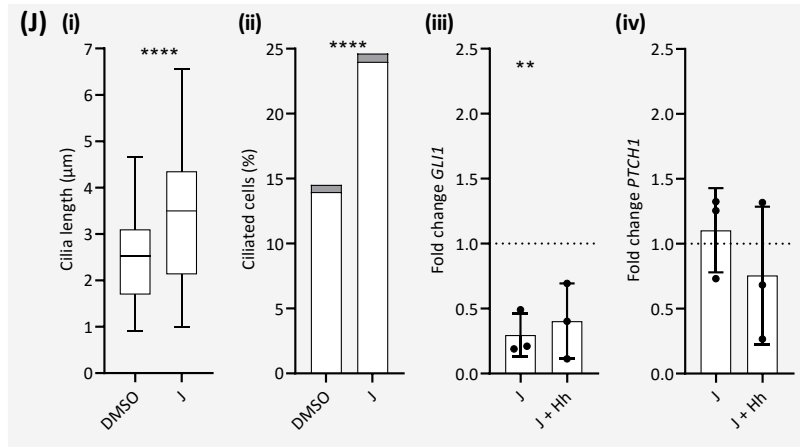 (J) (i) (ii) (iii) (iv)
Cilia length (µm)
7
6
5
4
3
2
1
0
****
DMSO
J
Ciliated cells (%)
25
20
15
10
5
0
****
DMSO
J
Fold change GLI1
2.5
2.0
1.5
1.0
0.5
0.0
**
J
J + Hh
Fold change PTCH1
2.5
2.0
1.5
1.0
0.5
0.0
J
J + Hh